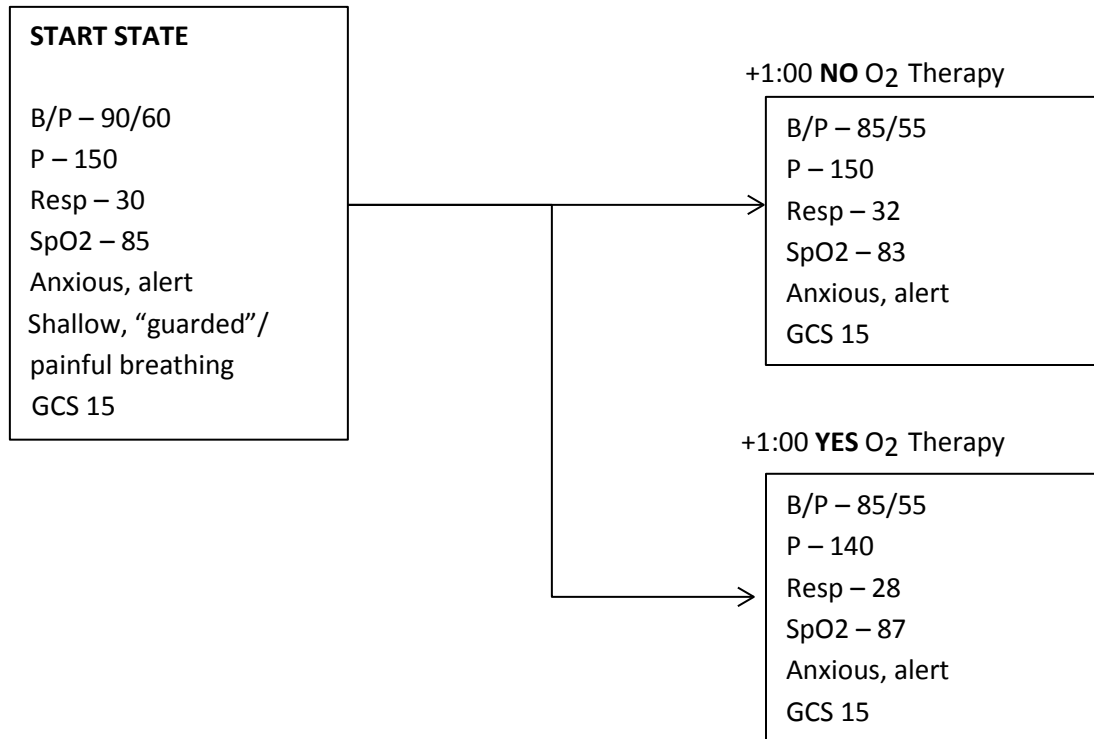 START STATE
B/P – 90/60
P – 150
Resp – 30
SpO2 – 85
Anxious, alert
Shallow, “guarded”/
painful breathing
GCS 15
+1:00 NO O2 Therapy
B/P – 85/55
P – 150
Resp – 32
SpO2 – 83
Anxious, alert
GCS 15
+1:00 YES O2 Therapy
B/P – 85/55
P – 140
Resp – 28
SpO2 – 87
Anxious, alert
GCS 15